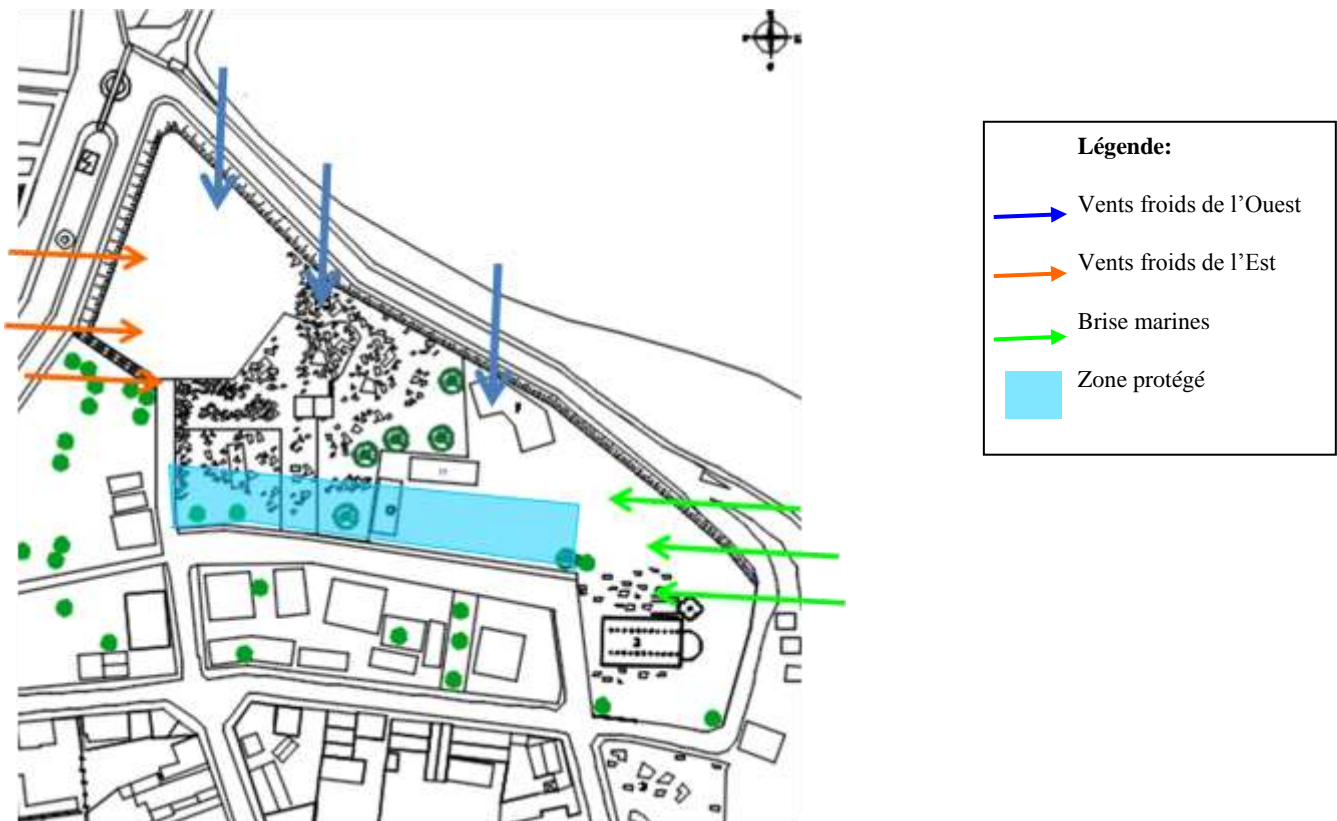 Légende:
Vents froids de l’Ouest
Vents froids de l’Est
Brise marines
Zone protégé